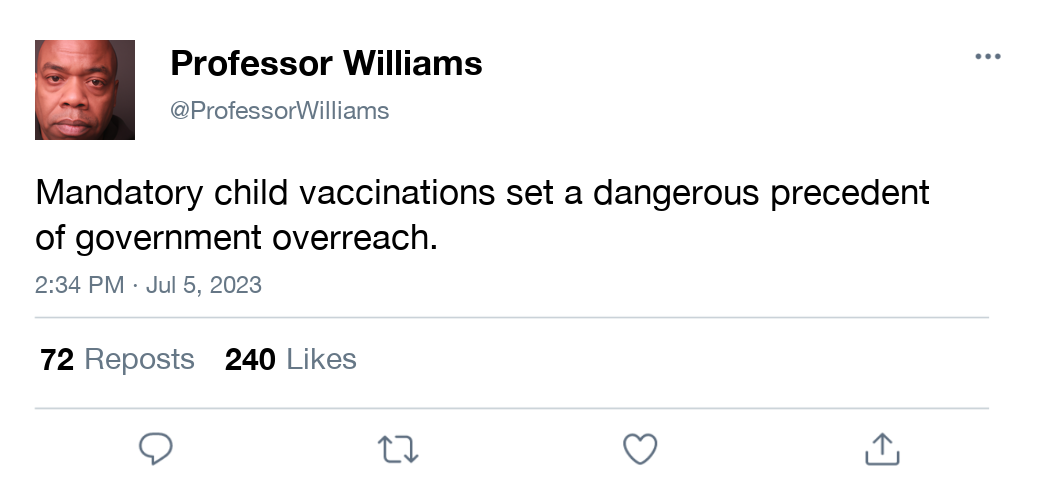 Professor Williams
@ProfessorWilliams
Mandatory child vaccinations set a dangerous precedent
of government overreach.
2:34 PM · Jul 5, 2023
72 Reposts 240 Likes